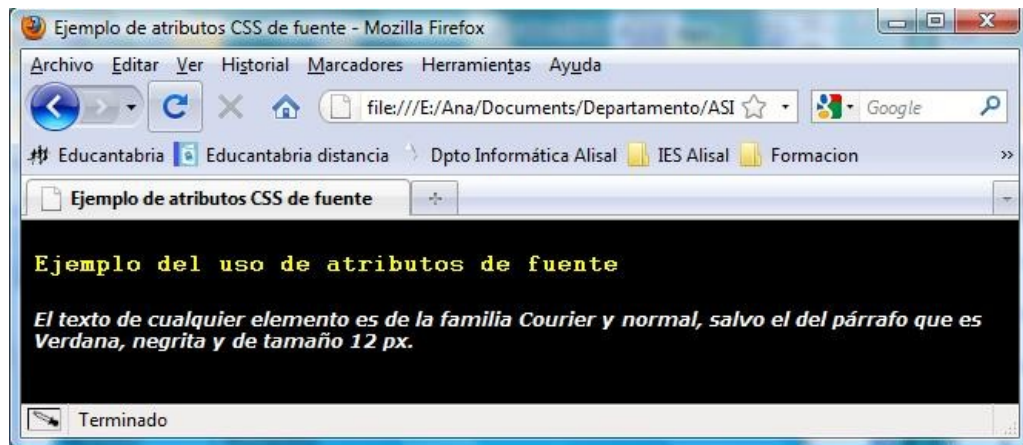 Ejemplo de atributos CSS de fuente - Mozilla Firefox
Archivo Editar Ver Historial Marcadores Herramientas Ayuda
file:///E:/Ana/Documents/Departamento/ASI Google
Educantabria Educantabria distancia Dpto Informática Alisal IES Alisal Formacion »
Ejemplo de atributos CSS de fuente
Ejemplo del uso de atributos de fuente
El texto de cualquier elemento es de la familia Courier y normal, salvo el del párrafo que es
Verdana, negrita y de tamaño 12 px.
Terminado